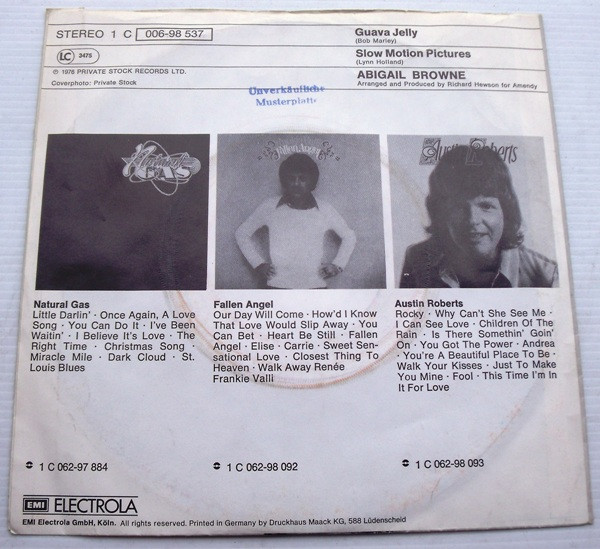 STEREO 1 C 006-98 537
LC 3475
℗ 1976 PRIVATE STOCK RECORDS LTD.
Coverphoto: Private Stock
Guava Jelly
(Bob Marley)
Slow Motion Pictures
(Lynn Holland)
ABIGAIL BROWNE
Arranged and Produced by Richard Hewson for Amandy
Unverkäufliche
Musterplatte
Natural GAS
Fallen Angel
Austin Roberts
Natural Gas
Little Darlin' · Once Again, A Love
Song · You Can Do It · I've Been
Waitin' · I Believe It's Love · The
Right Time · Christmas Song ·
Miracle Mile · Dark Cloud · St.
Louis Blues
Fallen Angel
Our Day Will Come · How'd I Know
That Love Would Slip Away · You
Can Bet · Heart Be Still · Fallen
Angel · Elise · Carrie · Sweet Sen-
sational Love · Closest Thing To
Heaven · Walk Away Renée
Frankie Valli
Austin Roberts
Rocky · Why Can't She See Me ·
I Can See Love · Children Of The
Rain · Is There Somethin' Goin'
On · You Got The Power · Andrea
· You're A Beautiful Place To Be ·
Walk Your Kisses · Just To Make
You Mine · Fool · This Time I'm In
It For Love
1 C 062-97 884
1 C 062-98 092
1 C 062-98 093
EMI ELECTROLA
EMI Electrola GmbH, Köln. All rights reserved. Printed in Germany by Druckhaus Maack KG, 588 Lüdenscheid